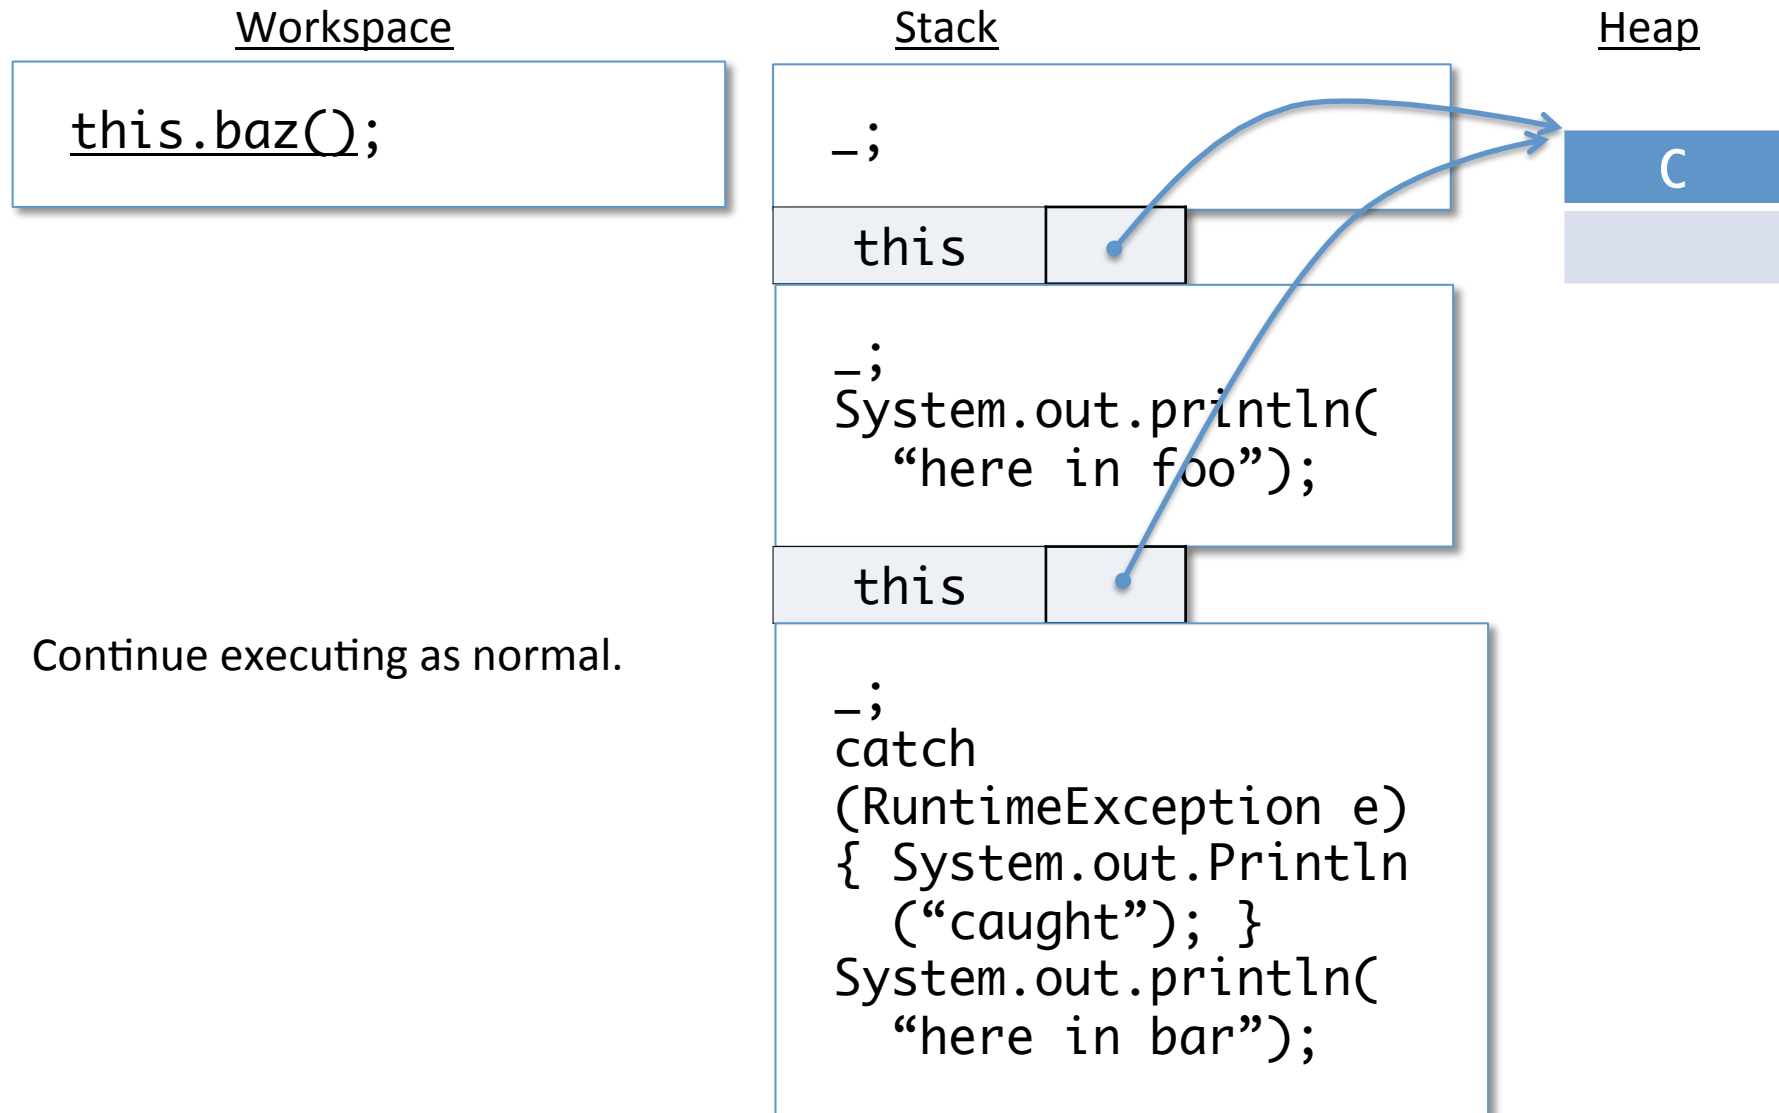 Workspace
Stack
Heap
this.baz();
_;
C
this
_;
System.out.println(
“here in foo”);
this
Continue executing as normal.
_;
catch
(RuntimeException e)
{ System.out.Println
(“caught”); }
System.out.println(
“here in bar”);